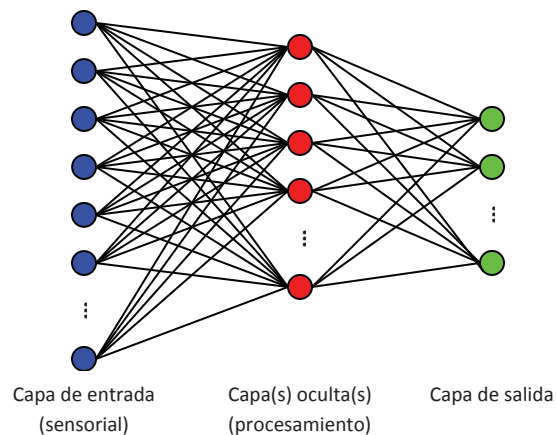 Capa de entrada
(sensorial)
Capa(s) oculta(s)
(procesamiento)
Capa de salida